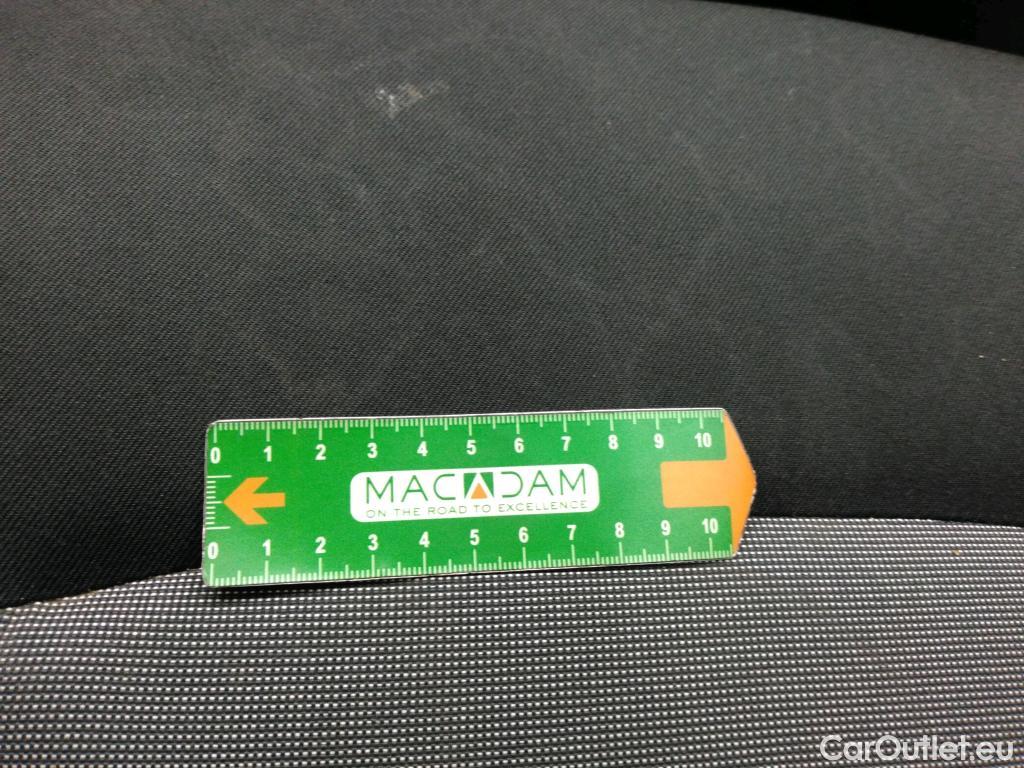 0 1 2 3 4 5 6 7 8 9 10
MACADAM
ON THE ROAD TO EXCELLENCE
0 1 2 3 4 5 6 7 8 9 10
CarOutlet.eu